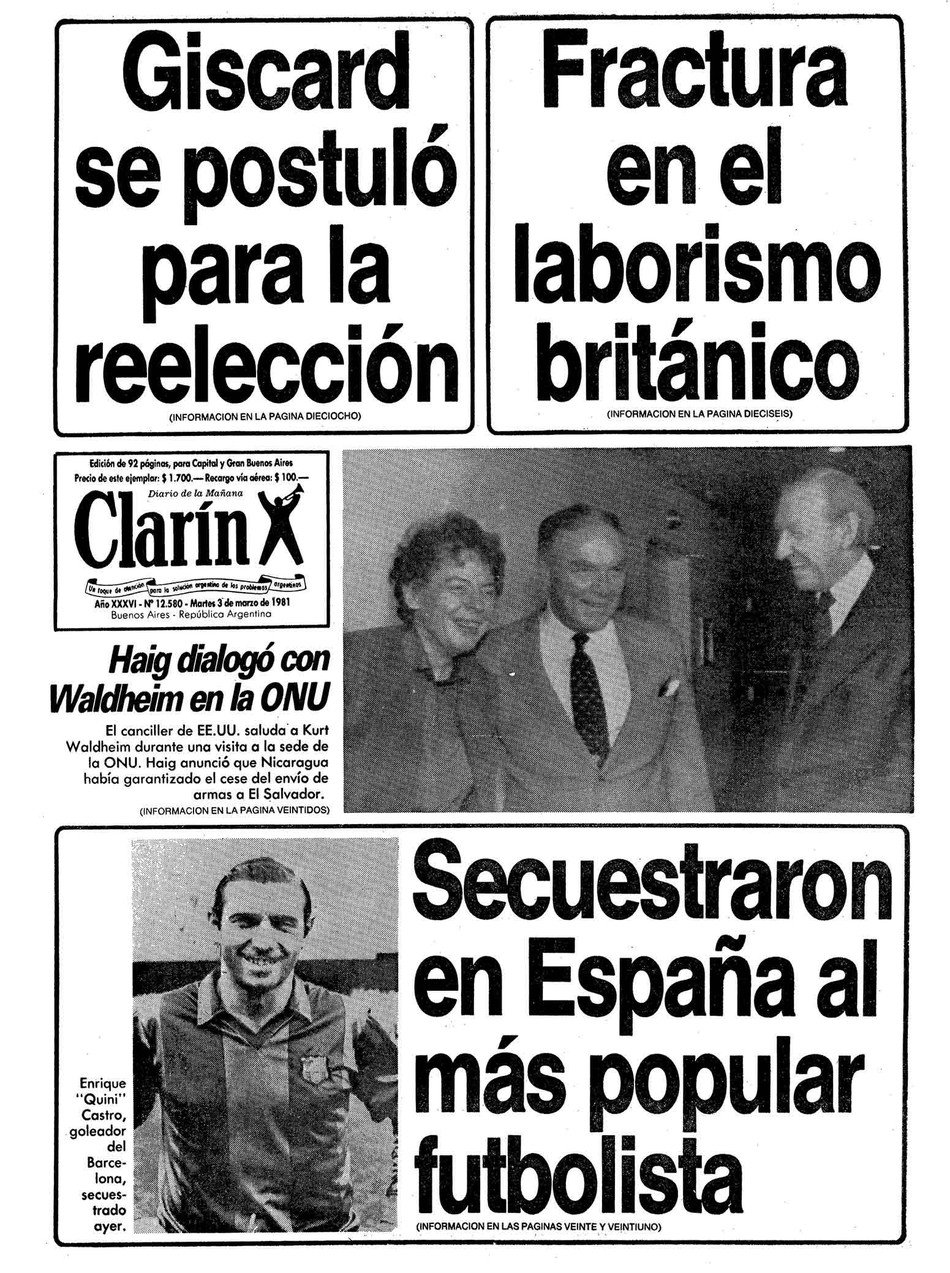 Giscard
se postuló
para la
reelección
(INFORMACION EN LA PAGINA DIECIOCHO)
Fractura
en el
laborismo
británico
(INFORMACION EN LA PAGINA DIECISEIS)
Edición de 92 páginas, para Capital y Gran Buenos Aires
Precio de este ejemplar: $ 1.700.— Recargo vía aérea: $ 100.—
Diario de la Mañana
Clarín
Un toque de atención para la solución argentina de los problemas argentinos
Año XXXVI - Nº 12.580 - Martes 3 de marzo de 1981
Buenos Aires - República Argentina
Haig dialogó con
Waldheim en la ONU
El canciller de EE.UU. saluda a Kurt
Waldheim durante una visita a la sede de
la ONU. Haig anunció que Nicaragua
había garantizado el cese del envío de
armas a El Salvador.
(INFORMACION EN LA PAGINA VEINTIDOS)
Enrique
"Quini"
Castro,
goleador
del
Barce-
lona,
secues-
trado
ayer.
Secuestraron
en España al
más popular
futbolista
(INFORMACION EN LAS PAGINAS VEINTE Y VEINTIUNO)